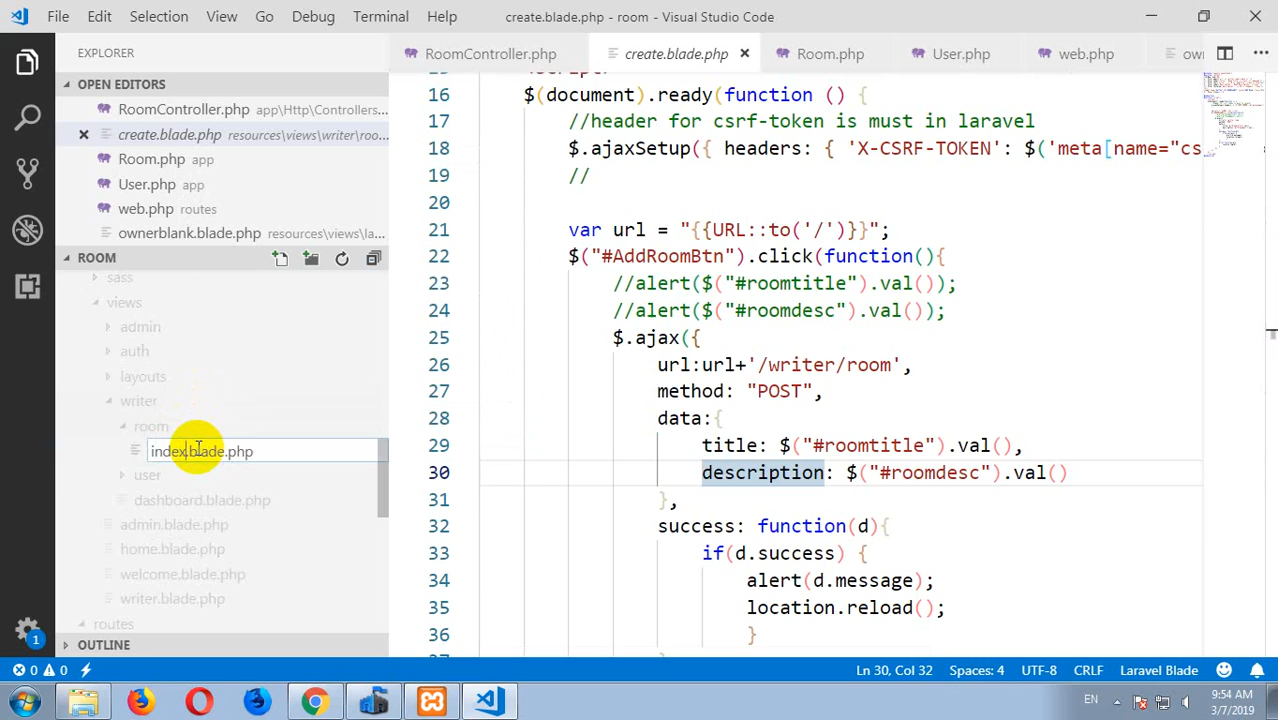 File Edit Selection View Go Debug Terminal Help create.blade.php - room - Visual Studio Code
EXPLORER
OPEN EDITORS
RoomController.php app\Http\Controllers...
create.blade.php resources\views\writer\roo...
Room.php app
User.php app
web.php routes
ownerblank.blade.php resources\views\la...
ROOM
sass
views
admin
auth
layouts
writer
room
index.blade.php
user
dashboard.blade.php
admin.blade.php
home.blade.php
welcome.blade.php
writer.blade.php
routes
OUTLINE
RoomController.php create.blade.php Room.php User.php web.php own
<script>
16 $(document).ready(function () {
17 //header for csrf-token is must in laravel
18 $.ajaxSetup({ headers: { 'X-CSRF-TOKEN': $('meta[name="cs
19 //
20
21 var url = "{{URL::to('/')}}";
22 $("#AddRoomBtn").click(function(){
23 //alert($("#roomtitle").val());
24 //alert($("#roomdesc").val());
25 $.ajax({
26 url:url+'/writer/room',
27 method: "POST",
28 data:{
29 title: $("#roomtitle").val(),
30 description: $("#roomdesc").val()
31 },
32 success: function(d){
33 if(d.success) {
34 alert(d.message);
35 location.reload();
36 }
0 0 Ln 30, Col 32 Spaces: 4 UTF-8 CRLF Laravel Blade
1
EN 9:54 AM
3/7/2019